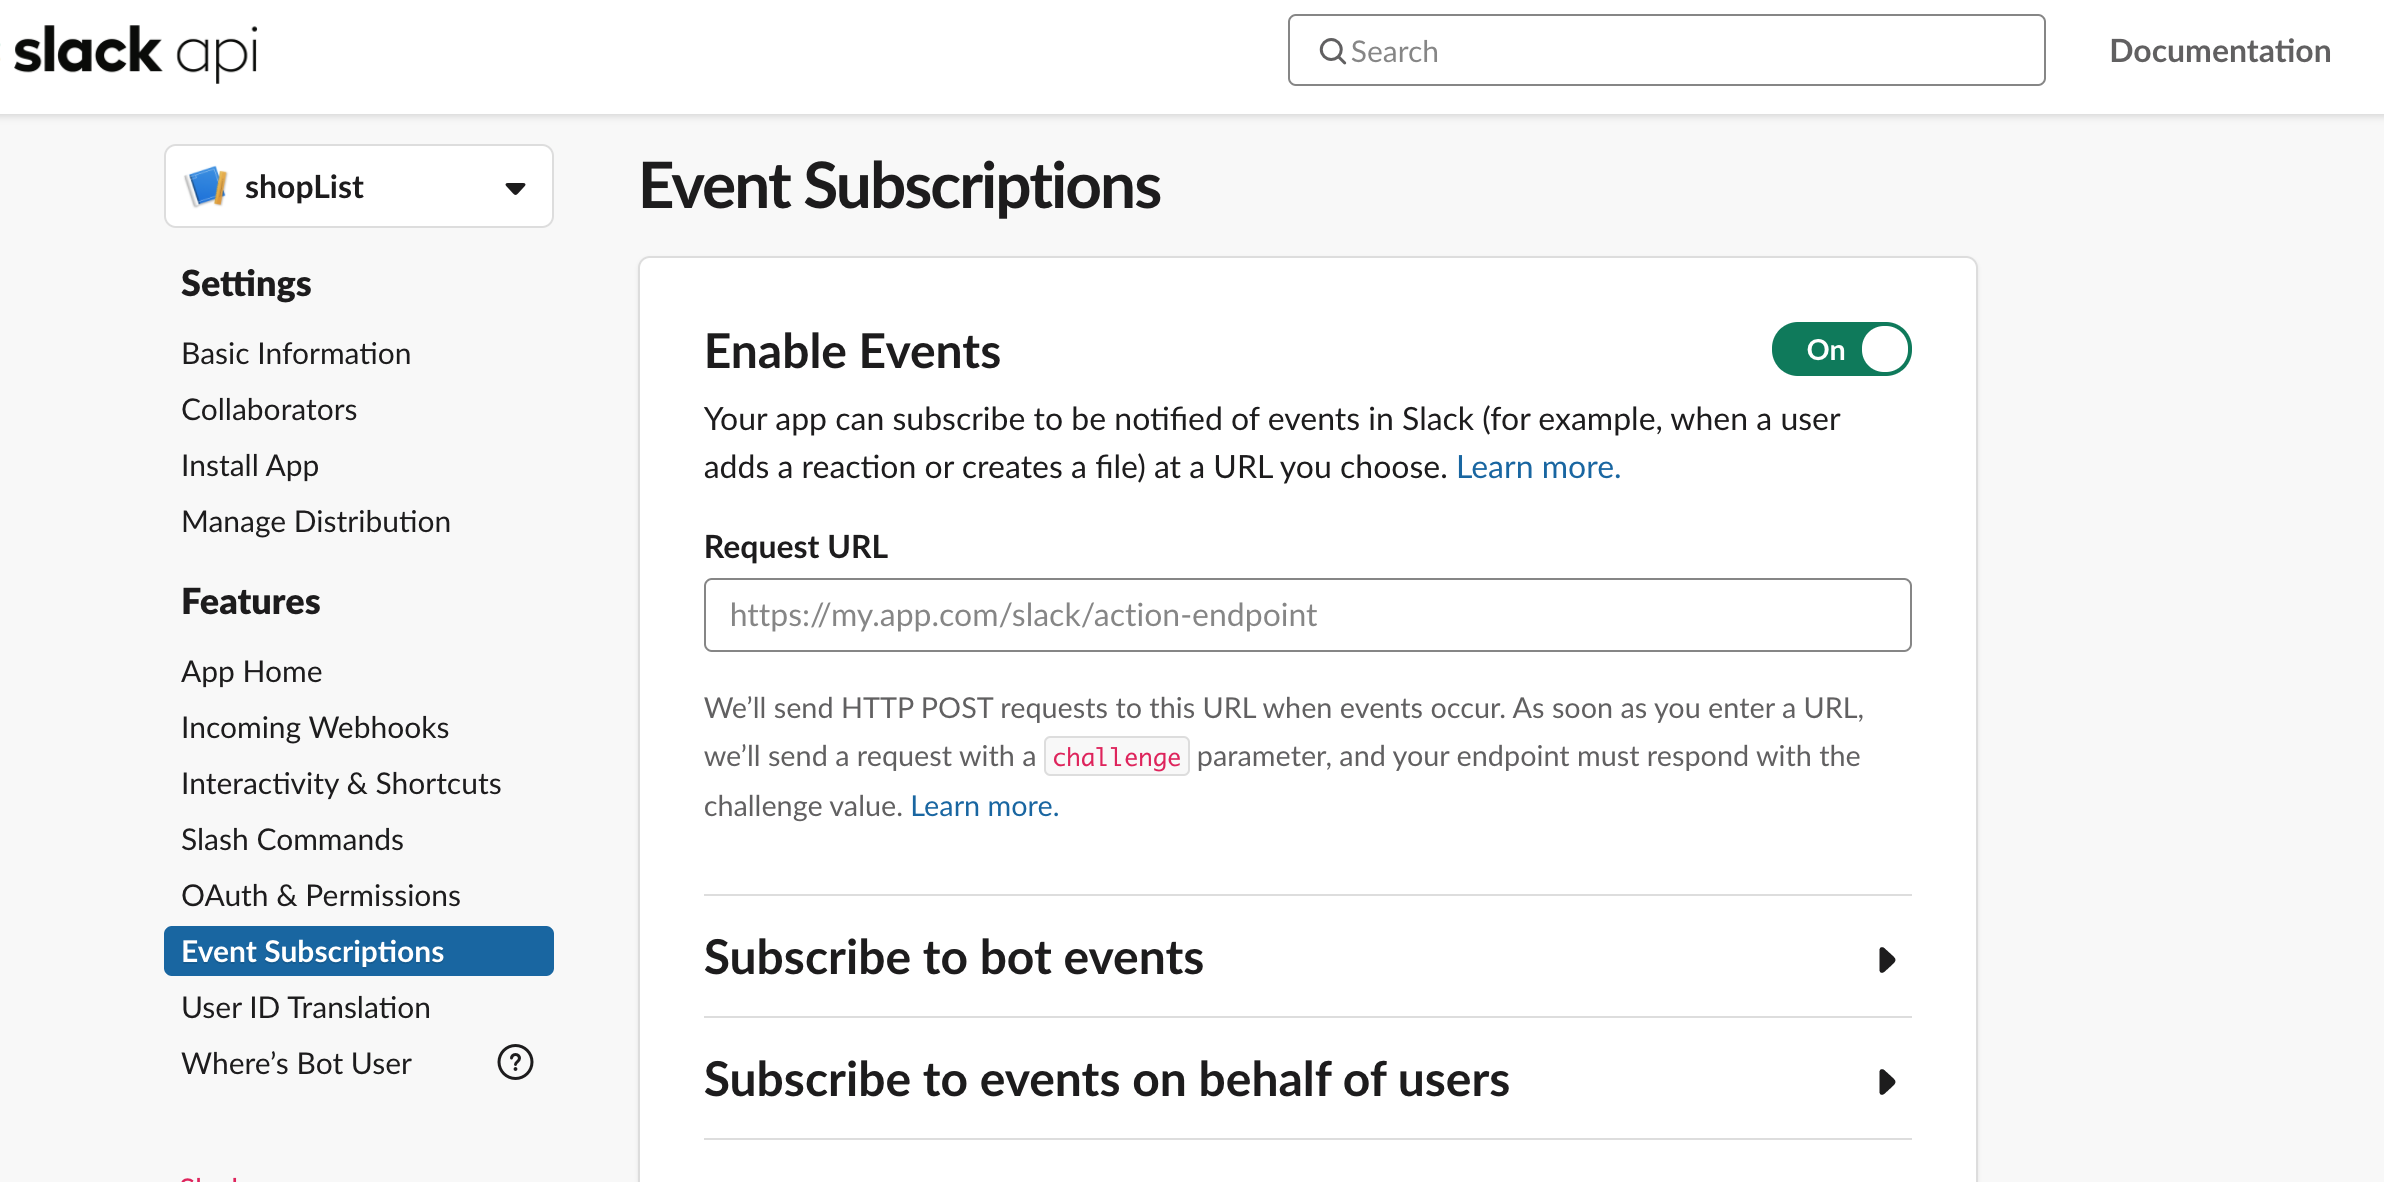 slack api
Search
Documentation
shopList
Settings
Basic Information
Collaborators
Install App
Manage Distribution
Features
App Home
Incoming Webhooks
Interactivity & Shortcuts
Slash Commands
OAuth & Permissions
Event Subscriptions
User ID Translation
Where’s Bot User
?
Event Subscriptions
Enable Events
On
Your app can subscribe to be notified of events in Slack (for example, when a user
adds a reaction or creates a file) at a URL you choose. Learn more.
Request URL
https://my.app.com/slack/action-endpoint
We’ll send HTTP POST requests to this URL when events occur. As soon as you enter a URL,
we’ll send a request with a challenge parameter, and your endpoint must respond with the
challenge value. Learn more.
Subscribe to bot events
Subscribe to events on behalf of users